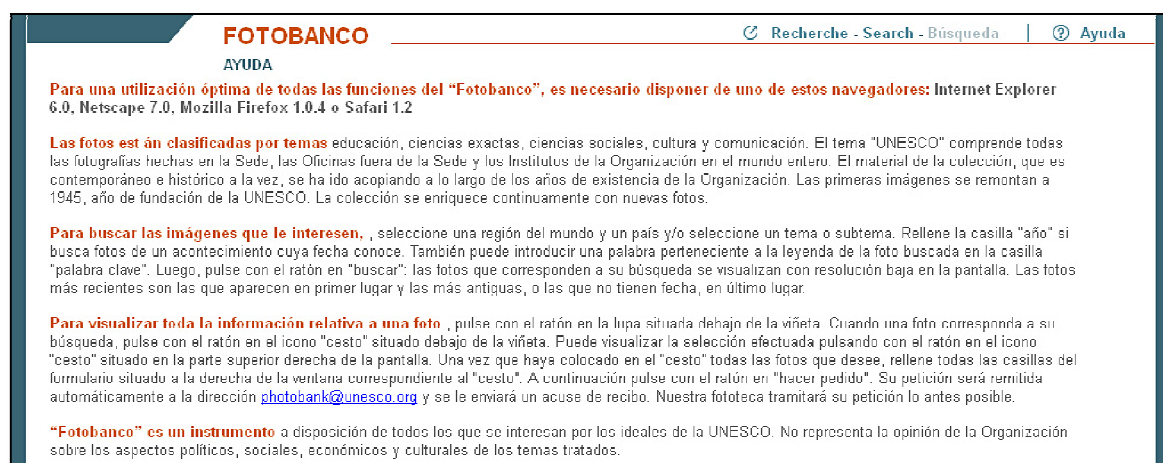 FOTOBANCO
Recherche - Search - Búsqueda | Ayuda
AYUDA
Para una utilización óptima de todas las funciones del “Fotobanco”, es necesario disponer de uno de estos navegadores: Internet Explorer
6.0, Netscape 7.0, Mozilla Firefox 1.0.4 o Safari 1.2
Las fotos est án clasificadas por temas educación, ciencias exactas, ciencias sociales, cultura y comunicación. El tema "UNESCO" comprende todas
las fotografías hechas en la Sede, las Oficinas fuera de la Sede y los Institutos de la Organización en el mundo entero. El material de la colección, que es
contemporáneo e histórico a la vez, se ha ido acopiando a lo largo de los años de existencia de la Organización. Las primeras imágenes se remontan a
1945, año de fundación de la UNESCO. La colección se enriquece continuamente con nuevas fotos.
Para buscar las imágenes que le interesen, , seleccione una región del mundo y un país y/o seleccione un tema o subtema. Rellene la casilla "año" si
busca fotos de un acontecimiento cuya fecha conoce. También puede introducir una palabra perteneciente a la leyenda de la foto buscada en la casilla
"palabra clave". Luego, pulse con el ratón en "buscar": las fotos que corresponden a su búsqueda se visualizan con resolución baja en la pantalla. Las fotos
más recientes son las que aparecen en primer lugar y las más antiguas, o las que no tienen fecha, en último lugar.
Para visualizar toda la información relativa a una foto , pulse con el ratón en la lupa situada debajo de la viñeta. Cuando una foto corresponda a su
búsqueda, pulse con el ratón en el icono "cesto" situado debajo de la viñeta. Puede visualizar la selección efectuada pulsando con el ratón en el icono
"cesto" situado en la parte superior derecha de la pantalla. Una vez que haya colocado en el "cesto" todas las fotos que desee, rellene todas las casillas del
formulario situado a la derecha de la ventana correspondiente al "cesto". A continuación pulse con el ratón en "hacer pedido". Su petición será remitida
automáticamente a la dirección photobank@unesco.org y se le enviará un acuse de recibo. Nuestra fototeca tramitará su petición lo antes posible.
“Fotobanco” es un instrumento a disposición de todos los que se interesan por los ideales de la UNESCO. No representa la opinión de la Organización
sobre los aspectos políticos, sociales, económicos y culturales de los temas tratados.